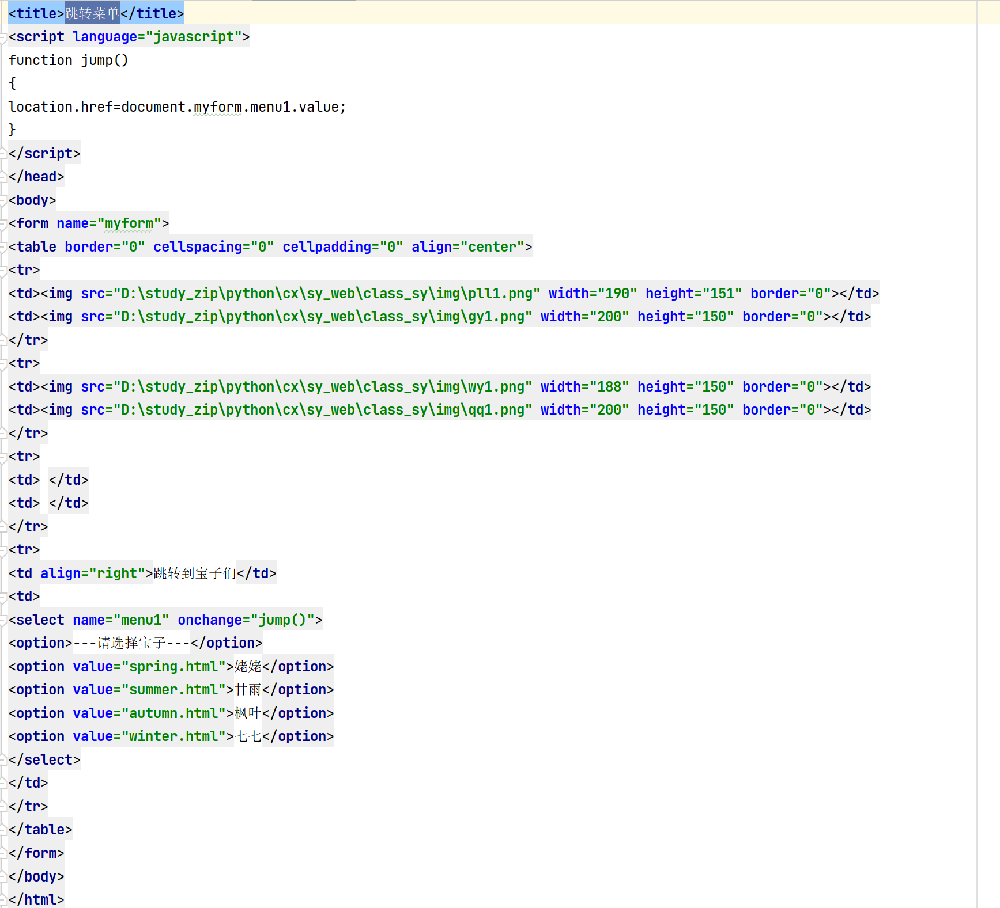 <title>跳转菜单</title>
<script language="javascript">
function jump()
{
location.href=document.myform.menu1.value;
}
</script>
</head>
<body>
<form name="myform">
<table border="0" cellspacing="0" cellpadding="0" align="center">
<tr>
<td><img src="D:\study_zip\python\cx\sy_web\class_sy\img\pll1.png" width="190" height="151" border="0"></td>
<td><img src="D:\study_zip\python\cx\sy_web\class_sy\img\gy1.png" width="200" height="150" border="0"></td>
</tr>
<tr>
<td><img src="D:\study_zip\python\cx\sy_web\class_sy\img\wy1.png" width="188" height="150" border="0"></td>
<td><img src="D:\study_zip\python\cx\sy_web\class_sy\img\qq1.png" width="200" height="150" border="0"></td>
</tr>
<tr>
<td> </td>
<td> </td>
</tr>
<tr>
<td align="right">跳转到宝子们</td>
<td>
<select name="menu1" onchange="jump()">
<option>---请选择宝子---</option>
<option value="spring.html">姥姥</option>
<option value="summer.html">甘雨</option>
<option value="autumn.html">枫叶</option>
<option value="winter.html">七七</option>
</select>
</td>
</tr>
</table>
</form>
</body>
</html>